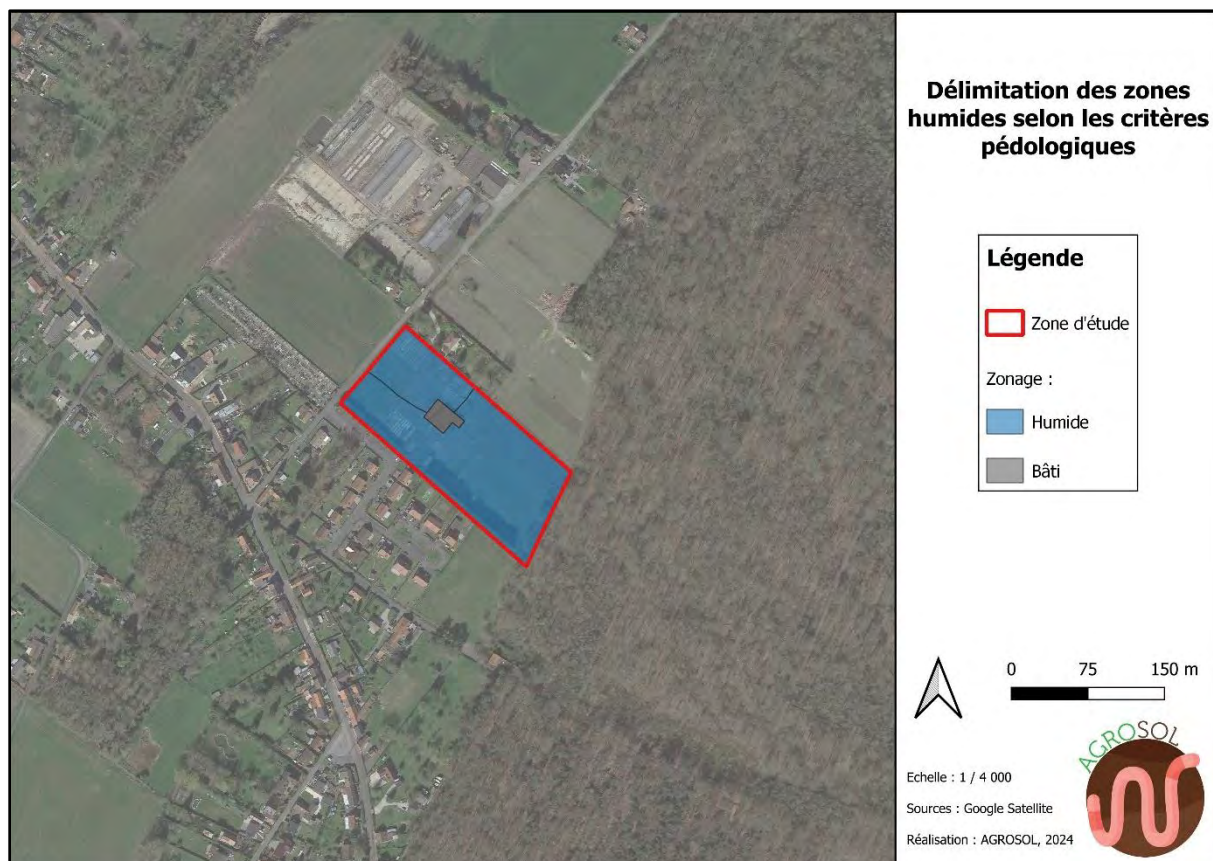 Délimitation des zones
humides selon les critères
pédologiques
Légende
Zone d'étude
Zonage :
Humide
Bâti
0 75 150 m
AGROSOL
Echelle : 1 / 4 000
Sources : Google Satellite
Réalisation : AGROSOL, 2024